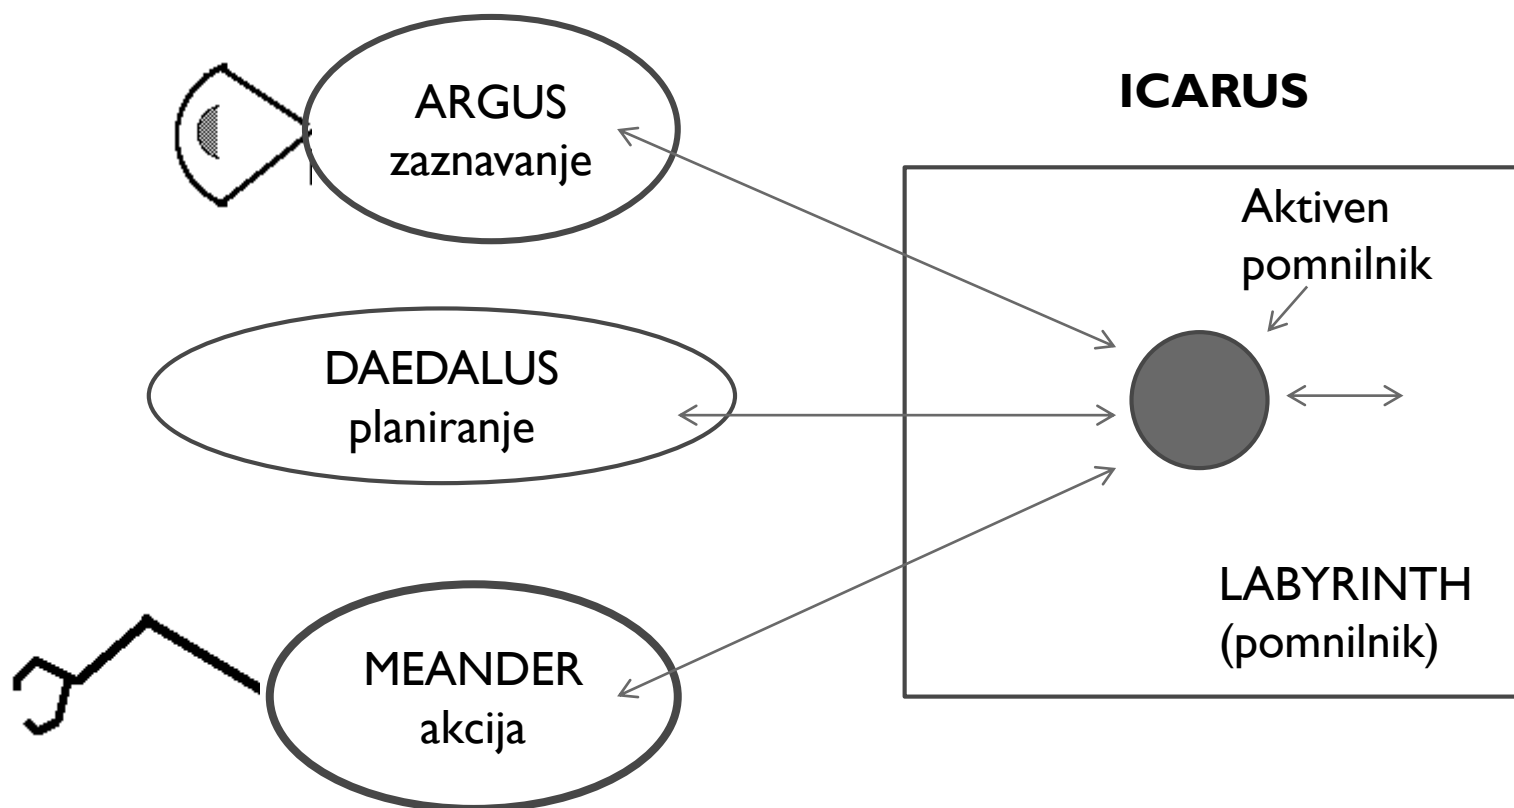 ARGUS
zaznavanje
ICARUS
Aktiven
pomnilnik
DAEDALUS
planiranje
LABYRINTH
(pomnilnik)
MEANDER
akcija